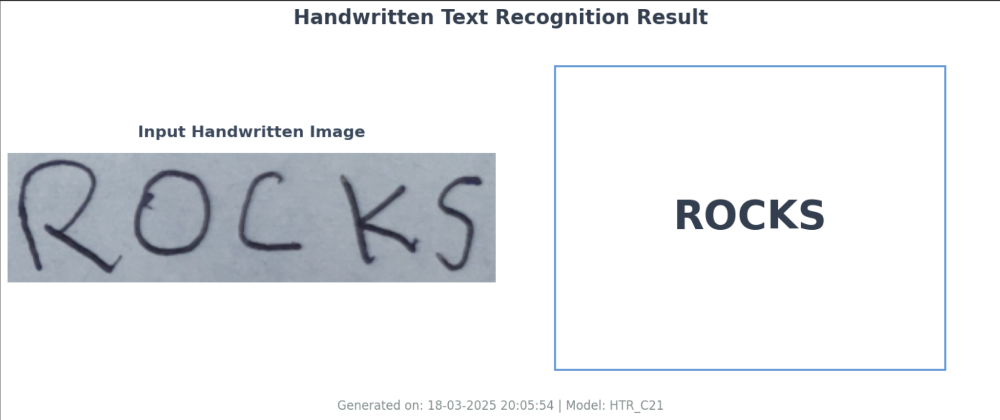 Handwritten Text Recognition Result
Input Handwritten Image
ROCKS
ROCKS
Generated on: 18-03-2025 20:05:54 | Model: HTR_C21